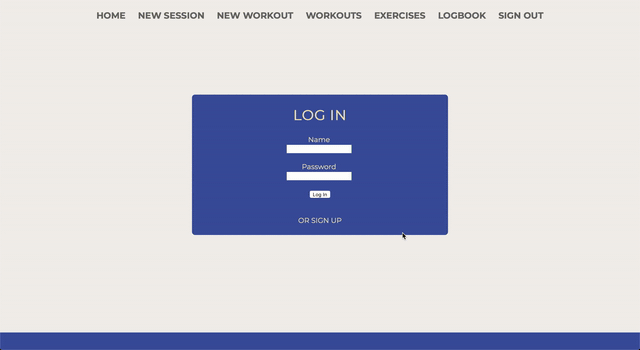 HOME NEW SESSION NEW WORKOUT WORKOUTS EXERCISES LOGBOOK SIGN OUT
LOG IN
Name
Password
Log in
OR SIGN UP